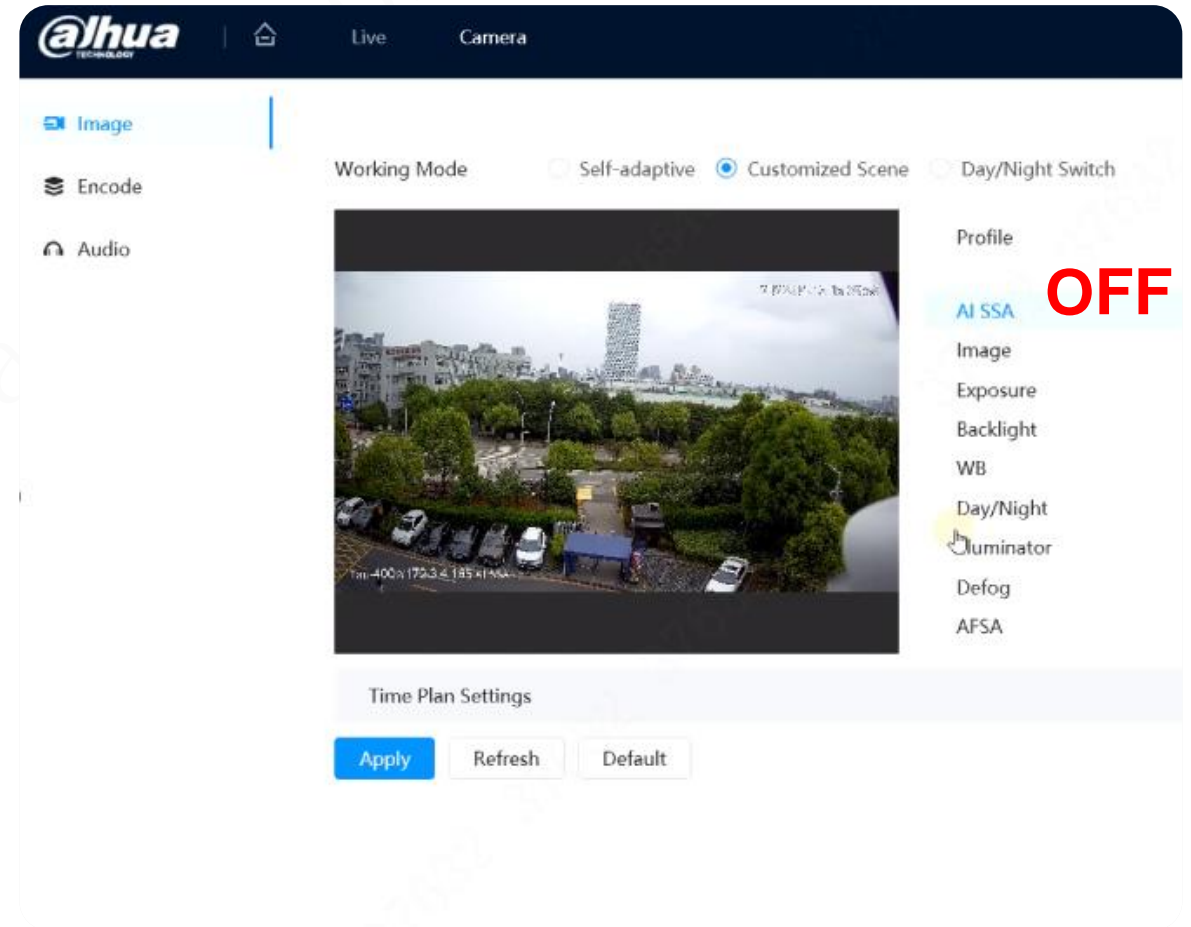 alhua
TECHNOLOGY
Live
Camera
Image
Encode
Audio
Working Mode
Self-adaptive
Customized Scene
Day/Night Switch
Profile
OFF
AI SSA
Image
Exposure
Backlight
WB
Day/Night
luminator
Defog
AFSA
Time Plan Settings
Apply
Refresh
Default